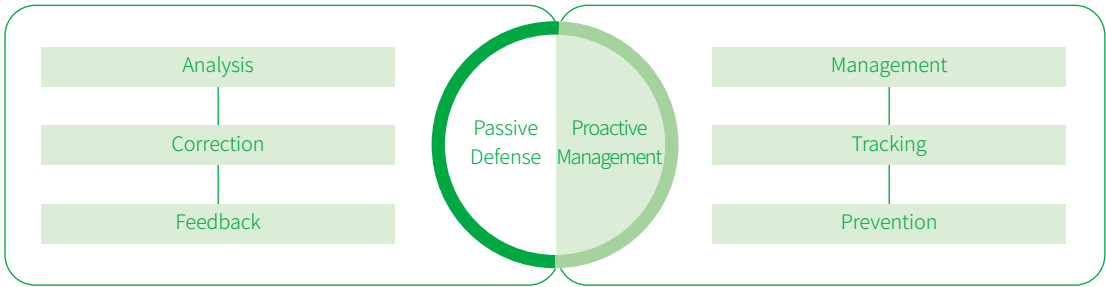 Analysis
Correction
Feedback
Passive
Defense
Proactive
Management
Management
Tracking
Prevention